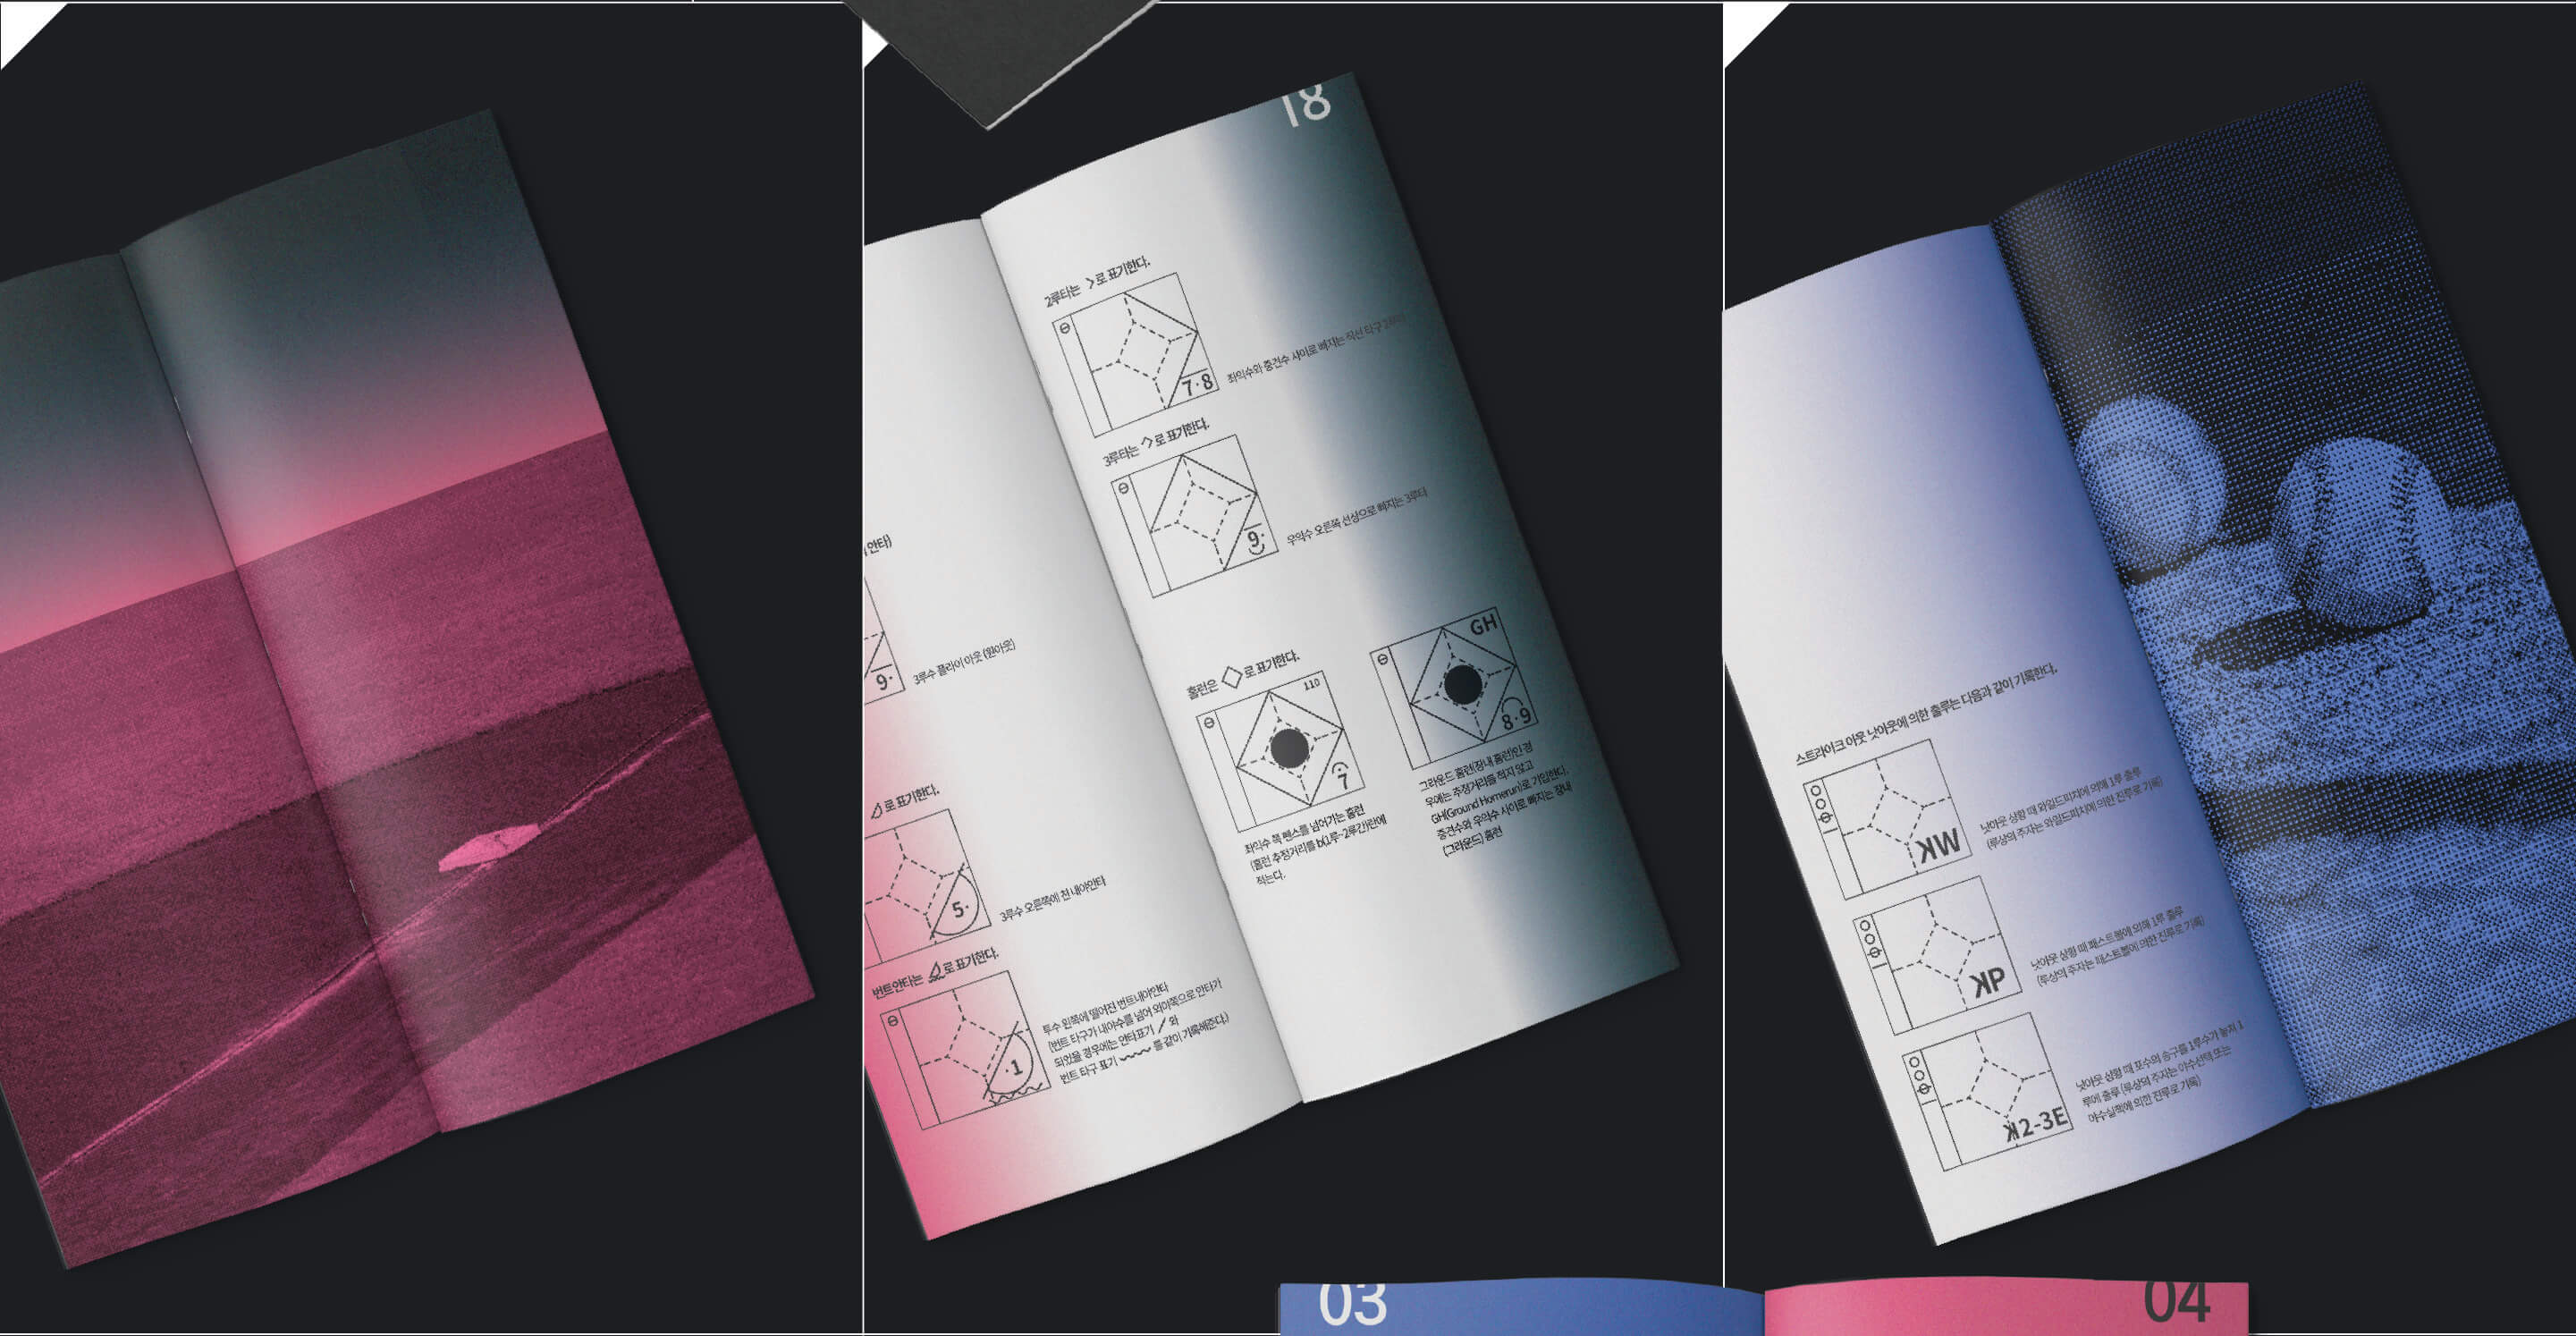 18
2루타는 >로 표기한다.
7·8
좌익수와 중견수 사이로 빠지는 직선 타구
3루타는 로 표기한다.
9·
우익수 오른쪽 선상으로 빠지는 3루타
홈런은 ◇로 표기한다.
110
7
좌익수 쪽 펜스를 넘어가는 홈런
(홈런 추정거리를 b(1루~2루간)란에
적는다.
GH
8·9
그라운드 홈런(장내 홈런)인 경
우에는 추정거리를 적지 않고
GH(Ground Homerun)로 기입한다.
중견수와 우익수 사이로 빠지는 장내
(그라운드) 홈런
안타)
9·
3루수 플라이 아웃 (원아웃)
로 표기한다.
5·
3루수 오른쪽에 친 내야안타
번트안타는 로 표기한다.
·1
투수 왼쪽에 떨어진 번트내야안타
(번트 타구가 내야수를 넘어 외야쪽으로 안타가
되었을 경우에는 안타표기 / 와
번트 타구 표기 를 같이 기록해준다.)
스트라이크 아웃 낫아웃에 의한 출루는 다음과 같이 기록한다.
KW
낫아웃 상황 때 와일드피치에 의해 1루 출루
(루상의 주자는 와일드피치에 의한 진루로 기록)
KP
낫아웃 상황 때 패스트볼에 의해 1루 출루
(루상의 주자는 패스트볼에 의한 진루로 기록)
K2-3E
낫아웃 상황 때 포수의 송구를 1루수가 놓쳐 1
루에 출루 (루상의 주자는 야수선택 또는
야수실책에 의한 진루로 기록)
03
04